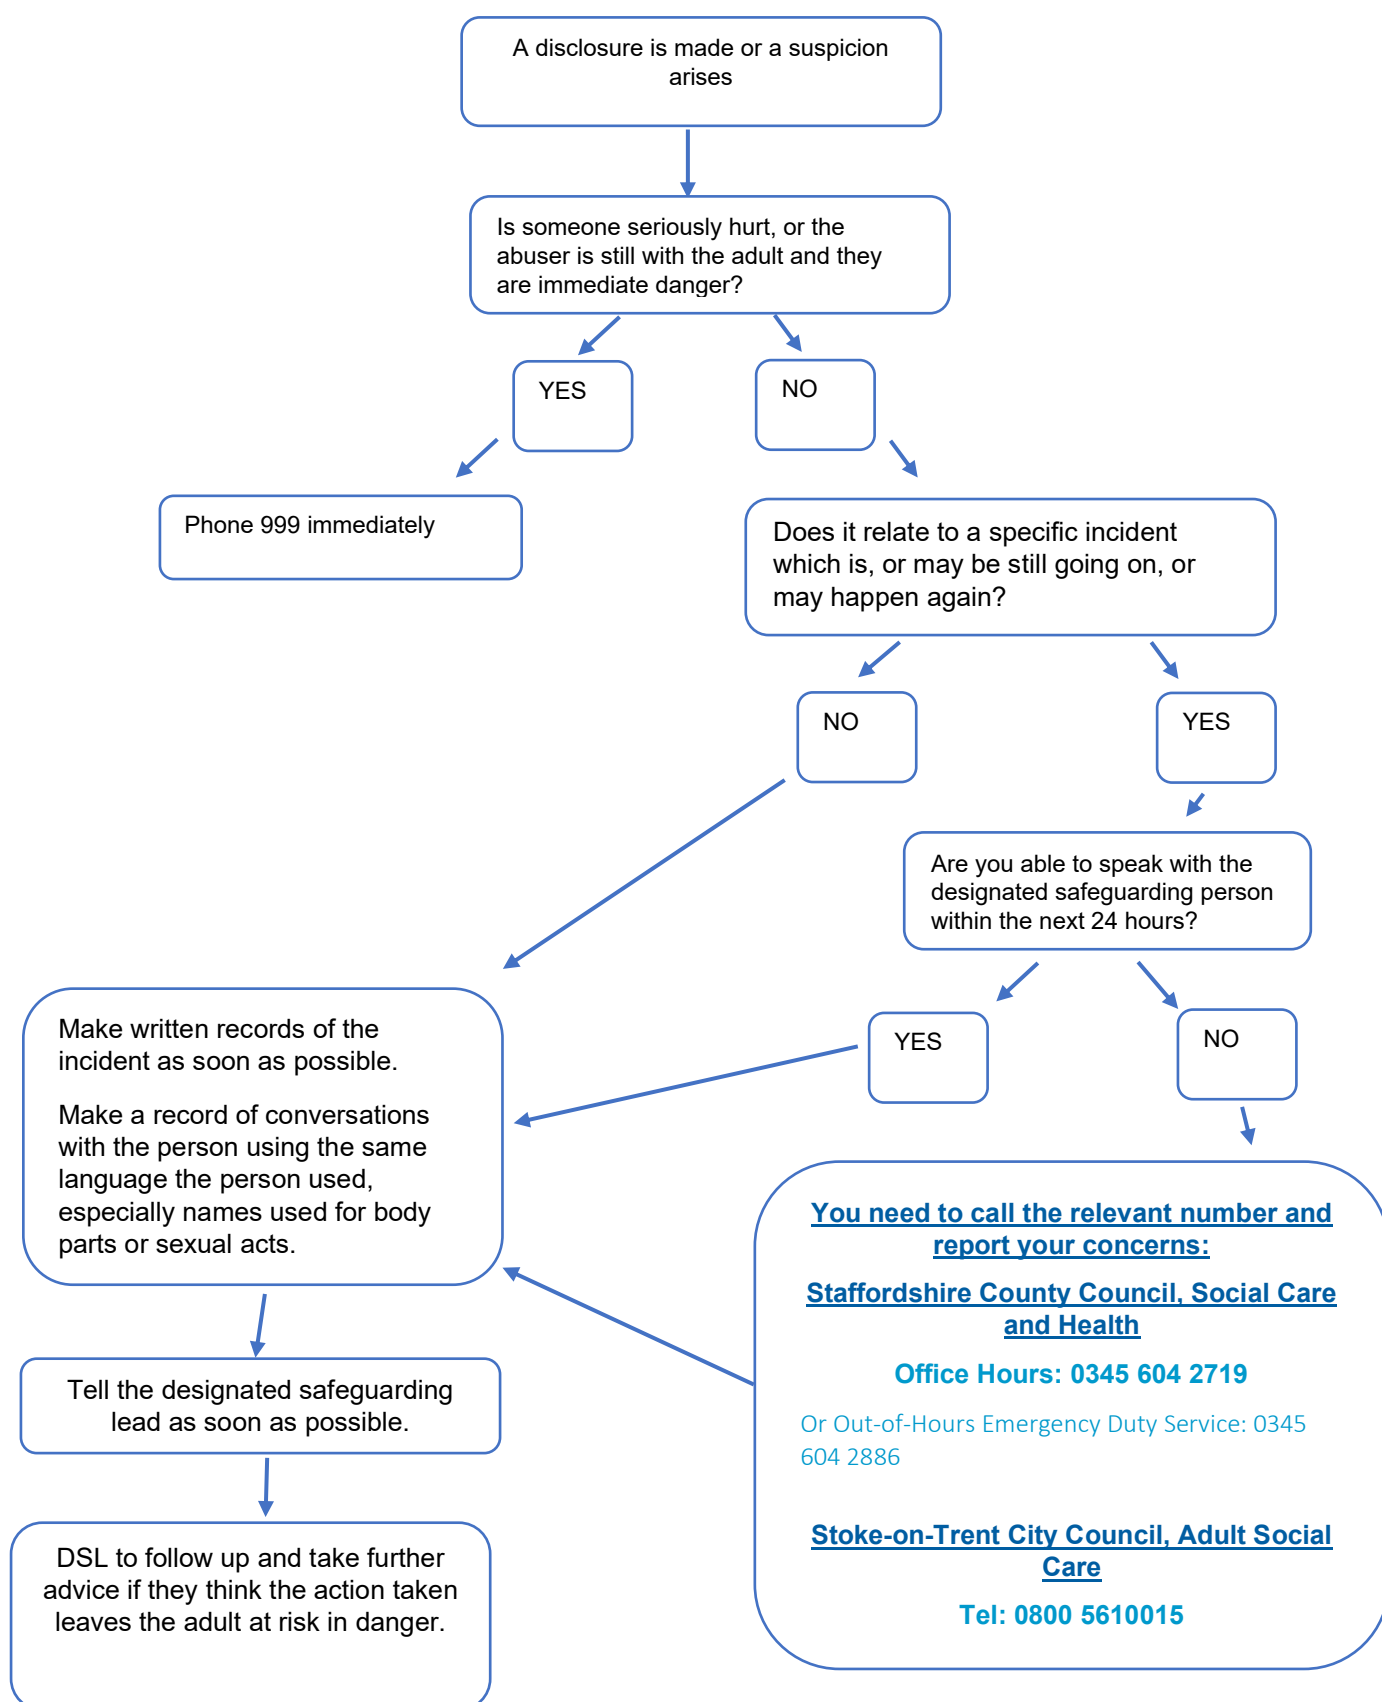 A disclosure is made or a suspicion
arises
Is someone seriously hurt, or the
abuser is still with the adult and they
are immediate danger?
YES
NO
Phone 999 immediately
Does it relate to a specific incident
which is, or may be still going on, or
may happen again?
NO
YES
Are you able to speak with the
designated safeguarding person
within the next 24 hours?
YES
NO
Make written records of the
incident as soon as possible.
Make a record of conversations
with the person using the same
language the person used,
especially names used for body
parts or sexual acts.
You need to call the relevant number and
report your concerns:
Staffordshire County Council, Social Care
and Health
Office Hours: 0345 604 2719
Or Out-of-Hours Emergency Duty Service: 0345
604 2886
Stoke-on-Trent City Council, Adult Social
Care
Tel: 0800 5610015
Tell the designated safeguarding
lead as soon as possible.
DSL to follow up and take further
advice if they think the action taken
leaves the adult at risk in danger.